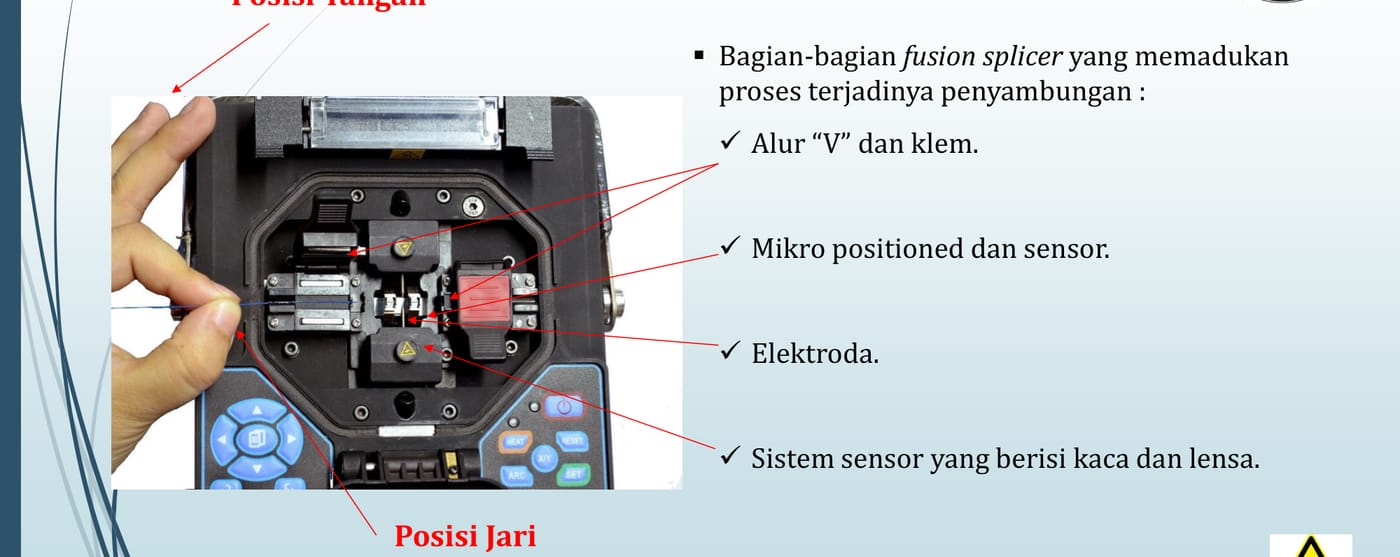 Posisi Tangan
▪ Bagian-bagian fusion splicer yang memadukan
proses terjadinya penyambungan :
✓ Alur “V” dan klem.
✓ Mikro positioned dan sensor.
✓ Elektroda.
✓ Sistem sensor yang berisi kaca dan lensa.
HEAT
RESET
X/Y
ARC
SET
Posisi Jari